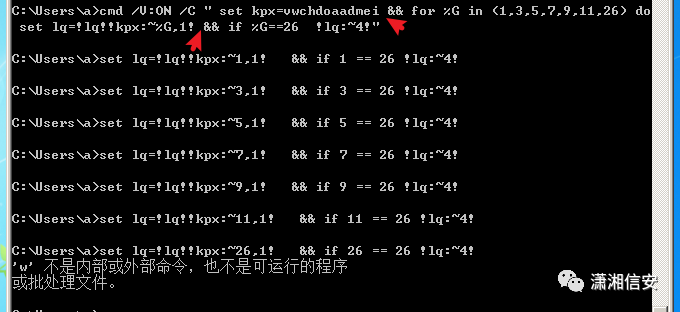 C:\Users\a>cmd /V:ON /C " set kpx=vwchdoaadmei && for %G in (1,3,5,7,9,11,26) do
 set lq=!lq!!kpx:~%G,1! && if %G==26  !lq:~4!"
C:\Users\a>set lq=!lq!!kpx:~1,1!   && if 1 == 26 !lq:~4!
C:\Users\a>set lq=!lq!!kpx:~3,1!   && if 3 == 26 !lq:~4!
C:\Users\a>set lq=!lq!!kpx:~5,1!   && if 5 == 26 !lq:~4!
C:\Users\a>set lq=!lq!!kpx:~7,1!   && if 7 == 26 !lq:~4!
C:\Users\a>set lq=!lq!!kpx:~9,1!   && if 9 == 26 !lq:~4!
C:\Users\a>set lq=!lq!!kpx:~11,1!   && if 11 == 26 !lq:~4!
C:\Users\a>set lq=!lq!!kpx:~26,1!   && if 26 == 26 !lq:~4!
'w' 不是内部或外部命令，也不是可运行的程序
或批处理文件。
潇湘信安